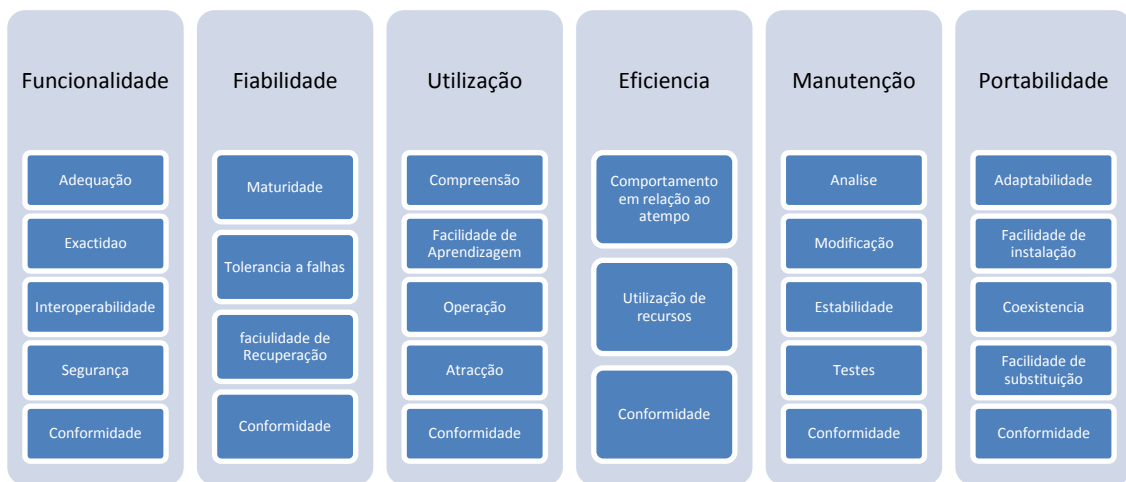 Funcionalidade
Adequação
Exactidao
Interoperabilidade
Segurança
Conformidade
Fiabilidade
Maturidade
Tolerancia a falhas
faciulidade de
Recuperação
Conformidade
Utilização
Compreensão
Facilidade de
Aprendizagem
Operação
Atracção
Conformidade
Eficiencia
Comportamento
em relação ao
atempo
Utilização de
recursos
Conformidade
Manutenção
Analise
Modificação
Estabilidade
Testes
Conformidade
Portabilidade
Adaptabilidade
Facilidade de
instalação
Coexistencia
Facilidade de
substituição
Conformidade